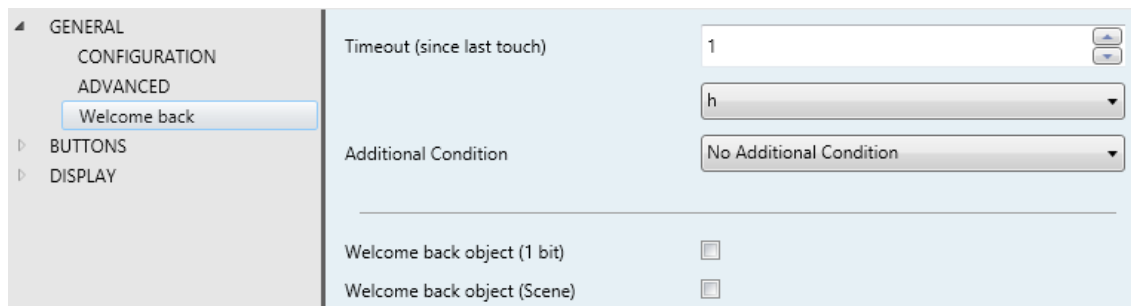 GENERAL
CONFIGURATION
ADVANCED
Welcome back
BUTTONS
DISPLAY
Timeout (since last touch)
1
h
Additional Condition
No Additional Condition
Welcome back object (1 bit)
Welcome back object (Scene)